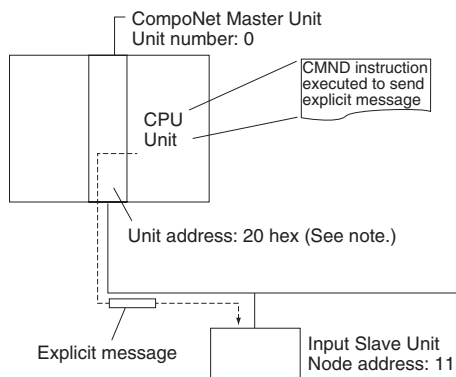 CompoNet Master Unit
Unit number: 0
CMND instruction
executed to send
explicit message
CPU
Unit
Unit address: 20 hex (See note.)
Explicit message
Input Slave Unit
Node address: 11